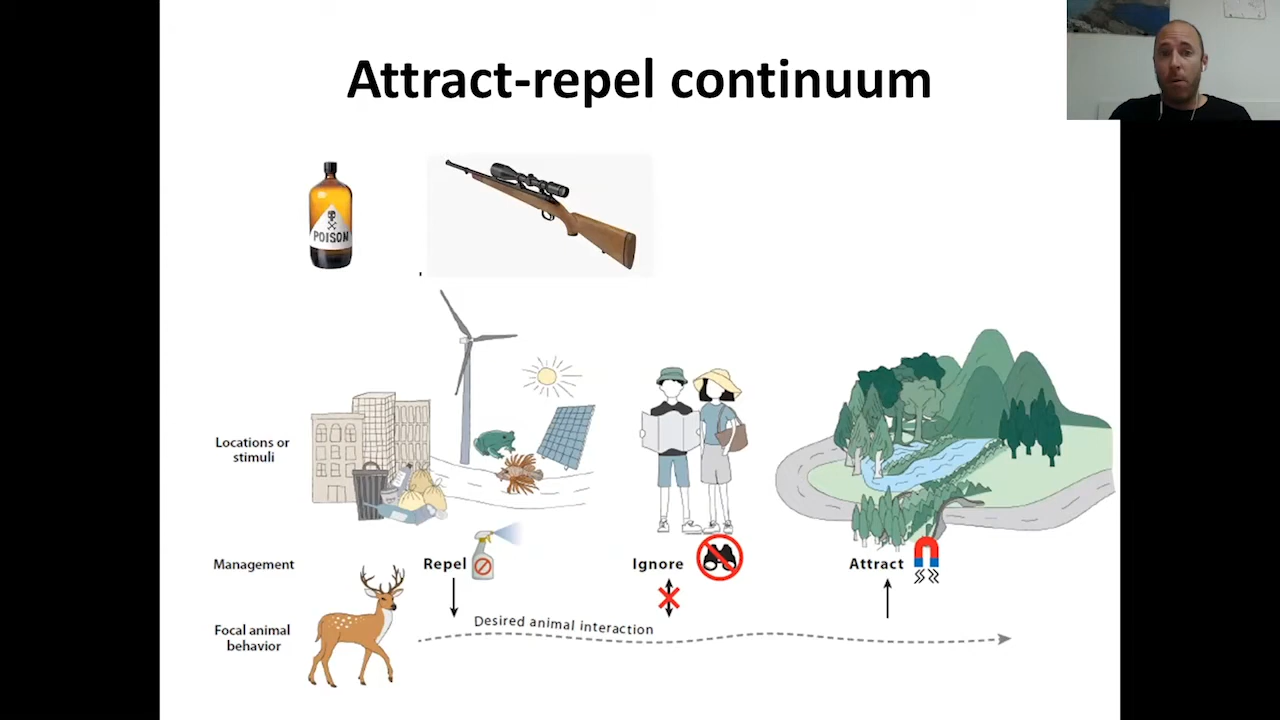 Attract-repel continuum
POISON
Locations or
stimuli
Management
Repel
Ignore
Attract
Focal animal
behavior
Desired animal interaction